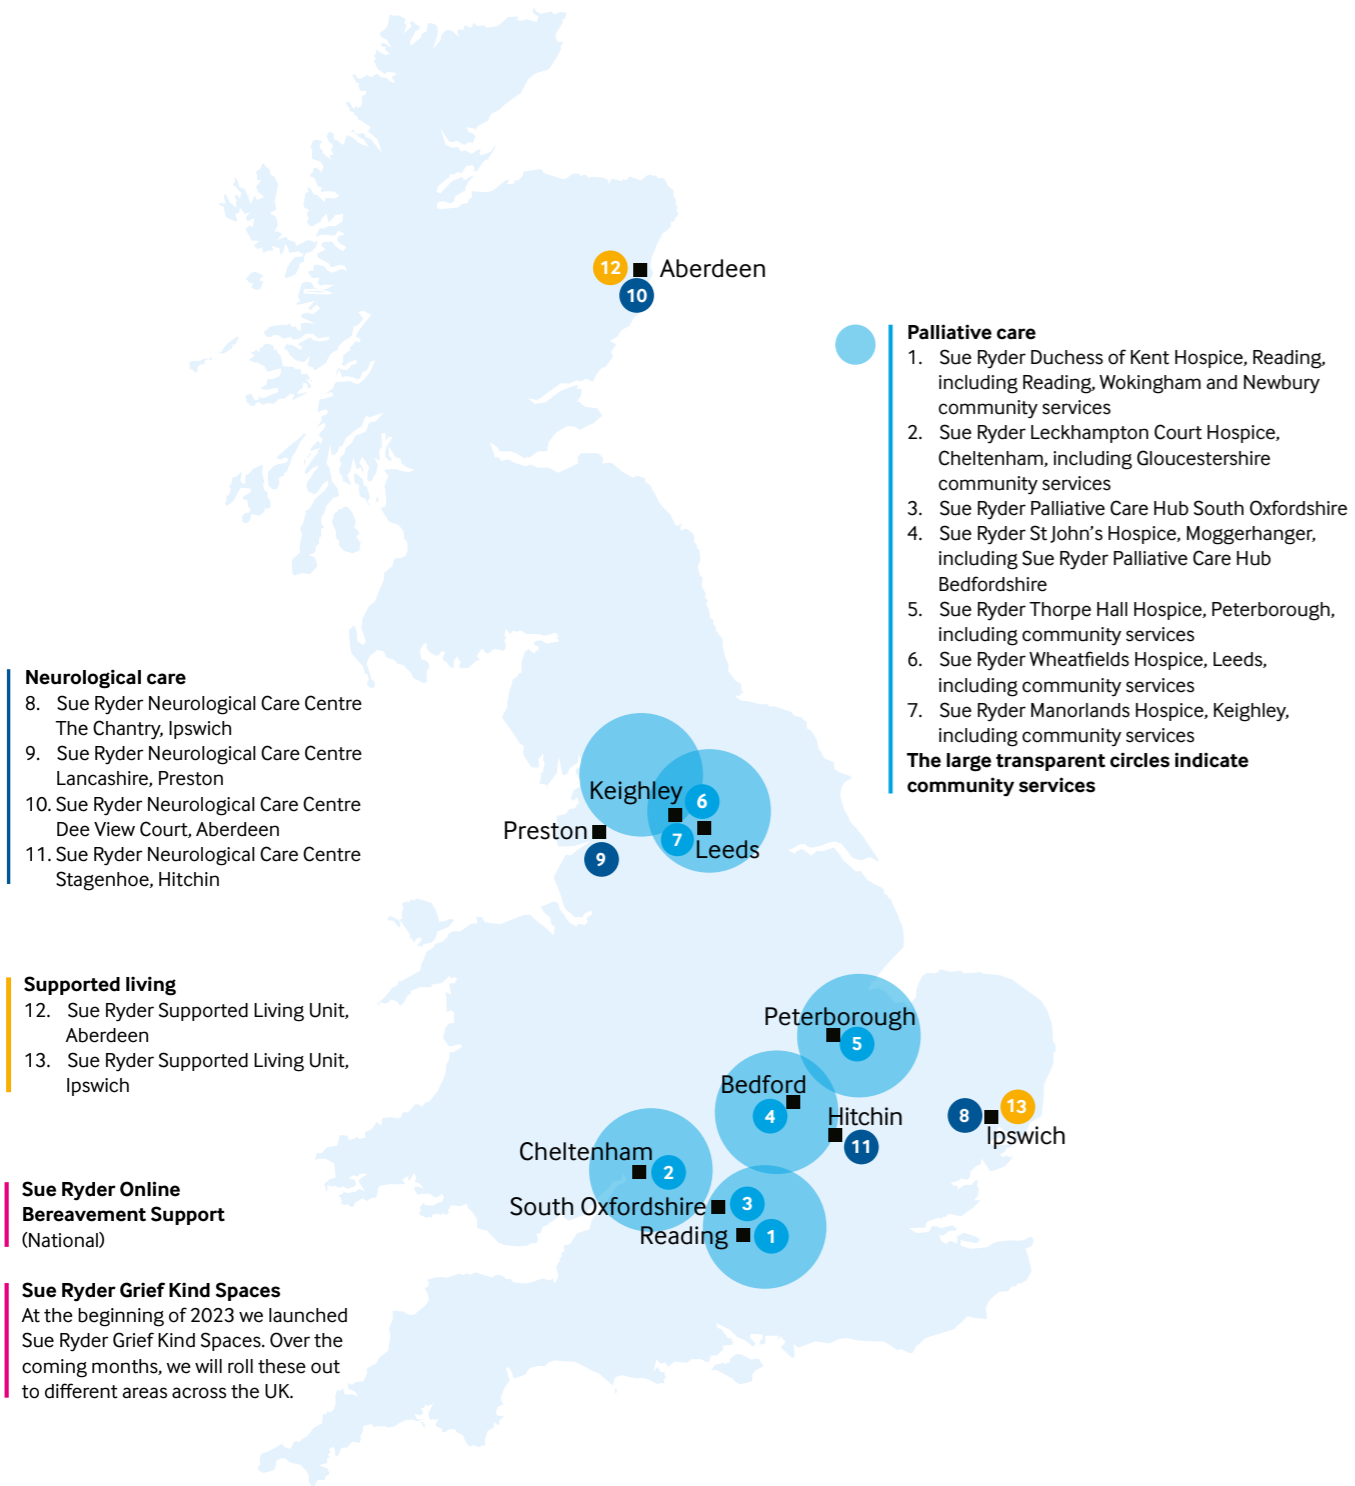 12
Aberdeen
10
Palliative care
1. Sue Ryder Duchess of Kent Hospice, Reading,
including Reading, Wokingham and Newbury
community services
2. Sue Ryder Leckhampton Court Hospice,
Cheltenham, including Gloucestershire
community services
3. Sue Ryder Palliative Care Hub South Oxfordshire
4. Sue Ryder St John’s Hospice, Moggerhanger,
including Sue Ryder Palliative Care Hub
Bedfordshire
5. Sue Ryder Thorpe Hall Hospice, Peterborough,
including community services
6. Sue Ryder Wheatfields Hospice, Leeds,
including community services
7. Sue Ryder Manorlands Hospice, Keighley,
including community services
The large transparent circles indicate
community services
Neurological care
8. Sue Ryder Neurological Care Centre
The Chantry, Ipswich
9. Sue Ryder Neurological Care Centre
Lancashire, Preston
10. Sue Ryder Neurological Care Centre
Dee View Court, Aberdeen
11. Sue Ryder Neurological Care Centre
Stagenhoe, Hitchin
Keighley
6
Preston
7
Leeds
9
Supported living
12. Sue Ryder Supported Living Unit,
Aberdeen
13. Sue Ryder Supported Living Unit,
Ipswich
Peterborough
5
Bedford
4
Hitchin
11
8
13
Ipswich
Cheltenham
2
South Oxfordshire
3
Reading
1
Sue Ryder Online
Bereavement Support
(National)
Sue Ryder Grief Kind Spaces
At the beginning of 2023 we launched
Sue Ryder Grief Kind Spaces. Over the
coming months, we will roll these out
to different areas across the UK.